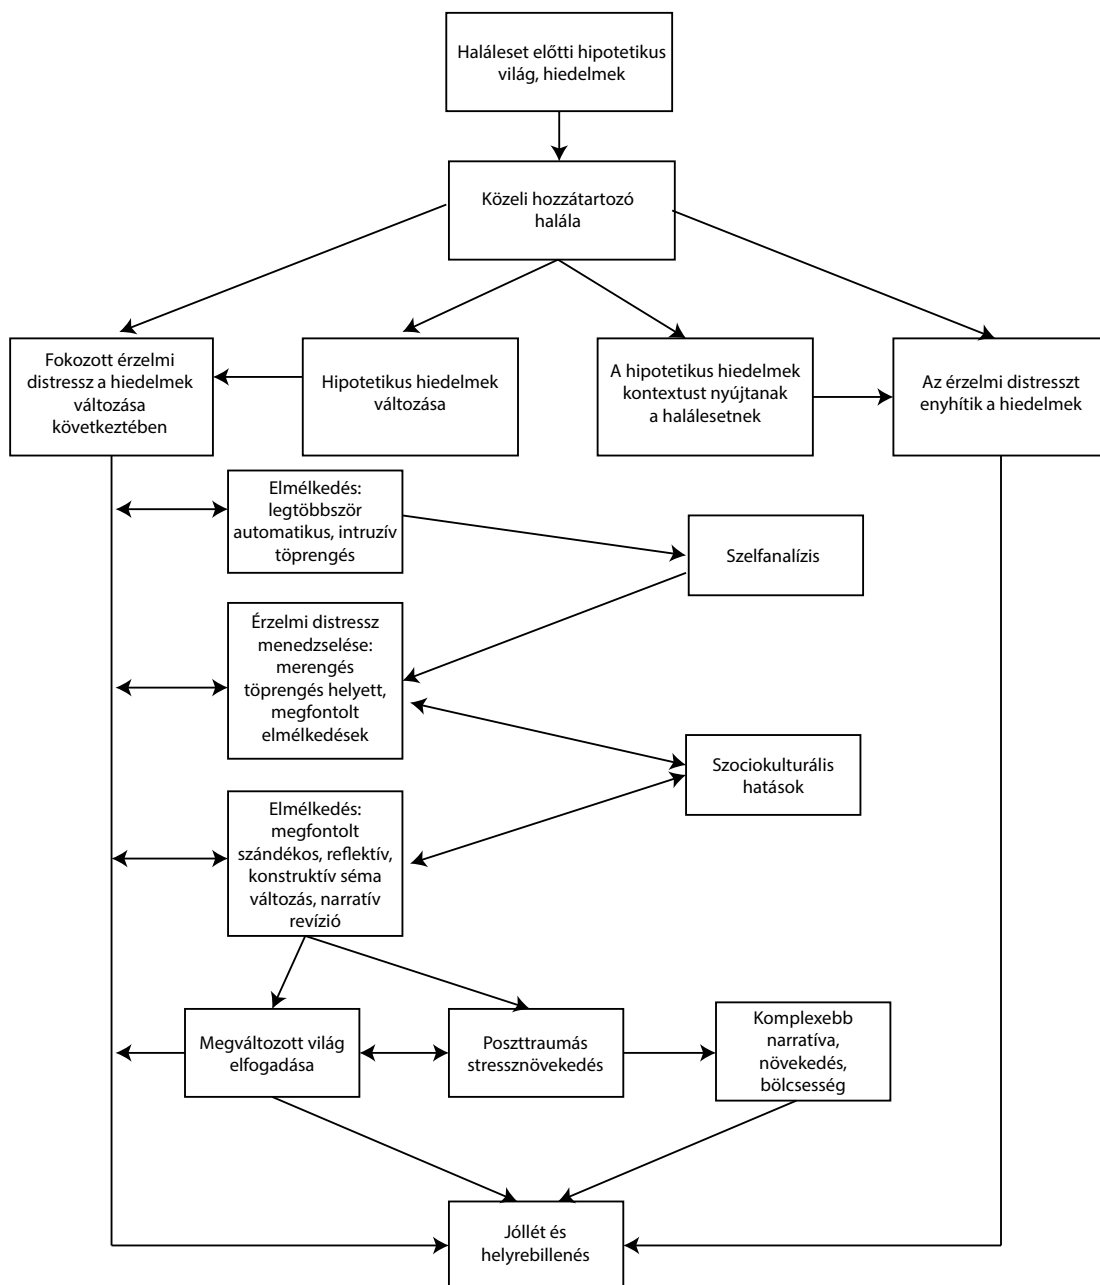 Haláleset előtti hipotetikus
világ, hiedelmek
Közeli hozzátartozó
halála
Fokozott érzelmi
distressz a hiedelmek
változása
következtében
Hipotetikus hiedelmek
változása
A hipotetikus hiedelmek
kontextust nyújtanak
a halálesetnek
Az érzelmi distresszt
enyhítik a hiedelmek
Elmélkedés:
legtöbbször
automatikus, intruzív
töprengés
Szelfanalízis
Érzelmi distressz
menedzselése:
merengés
töprengés helyett,
megfontolt
elmélkedések
Szociokulturális
hatások
Elmélkedés:
megfontolt
szándékos, reflektív,
konstruktív séma
változás, narratív
revízió
Megváltozott világ
elfogadása
Poszttraumás
stressznövekedés
Komplexebb
narratíva,
növekedés,
bölcsesség
Jóllét és
helyrebillenés